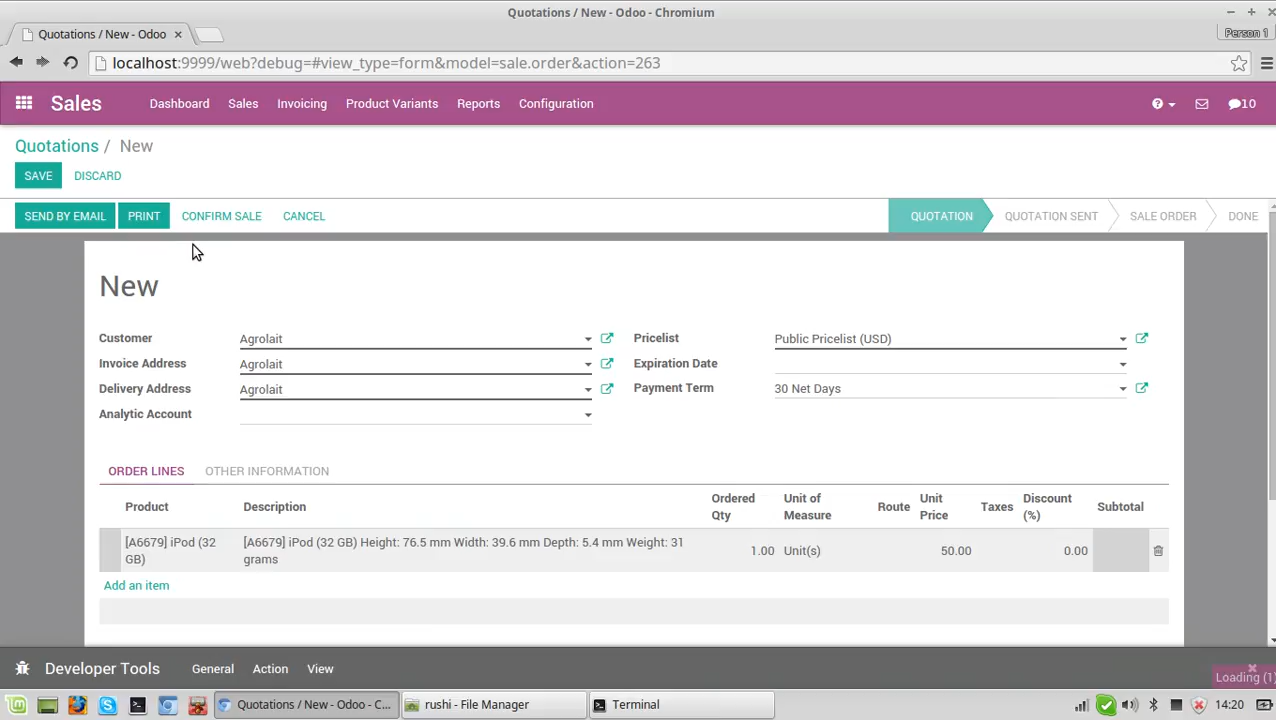 Quotations / New - Odoo - Chromium
Quotations / New - Odoo
Person 1
localhost:9999/web?debug=#view_type=form&model=sale.order&action=263
Sales Dashboard Sales Invoicing Product Variants Reports Configuration 10
Quotations / New
SAVE DISCARD
SEND BY EMAIL PRINT CONFIRM SALE CANCEL QUOTATION QUOTATION SENT SALE ORDER DONE
New
Customer Agrolait Pricelist Public Pricelist (USD)
Invoice Address Agrolait Expiration Date
Delivery Address Agrolait Payment Term 30 Net Days
Analytic Account
ORDER LINES OTHER INFORMATION
Product Description Ordered Qty Unit of Measure Route Unit Price Taxes Discount (%) Subtotal
[A6679] iPod (32 GB) [A6679] iPod (32 GB) Height: 76.5 mm Width: 39.6 mm Depth: 5.4 mm Weight: 31 grams 1.00 Unit(s) 50.00 0.00
Add an item
Developer Tools General Action View
Loading (1)
Quotations / New - Odoo - C... rushi - File Manager Terminal 14:20